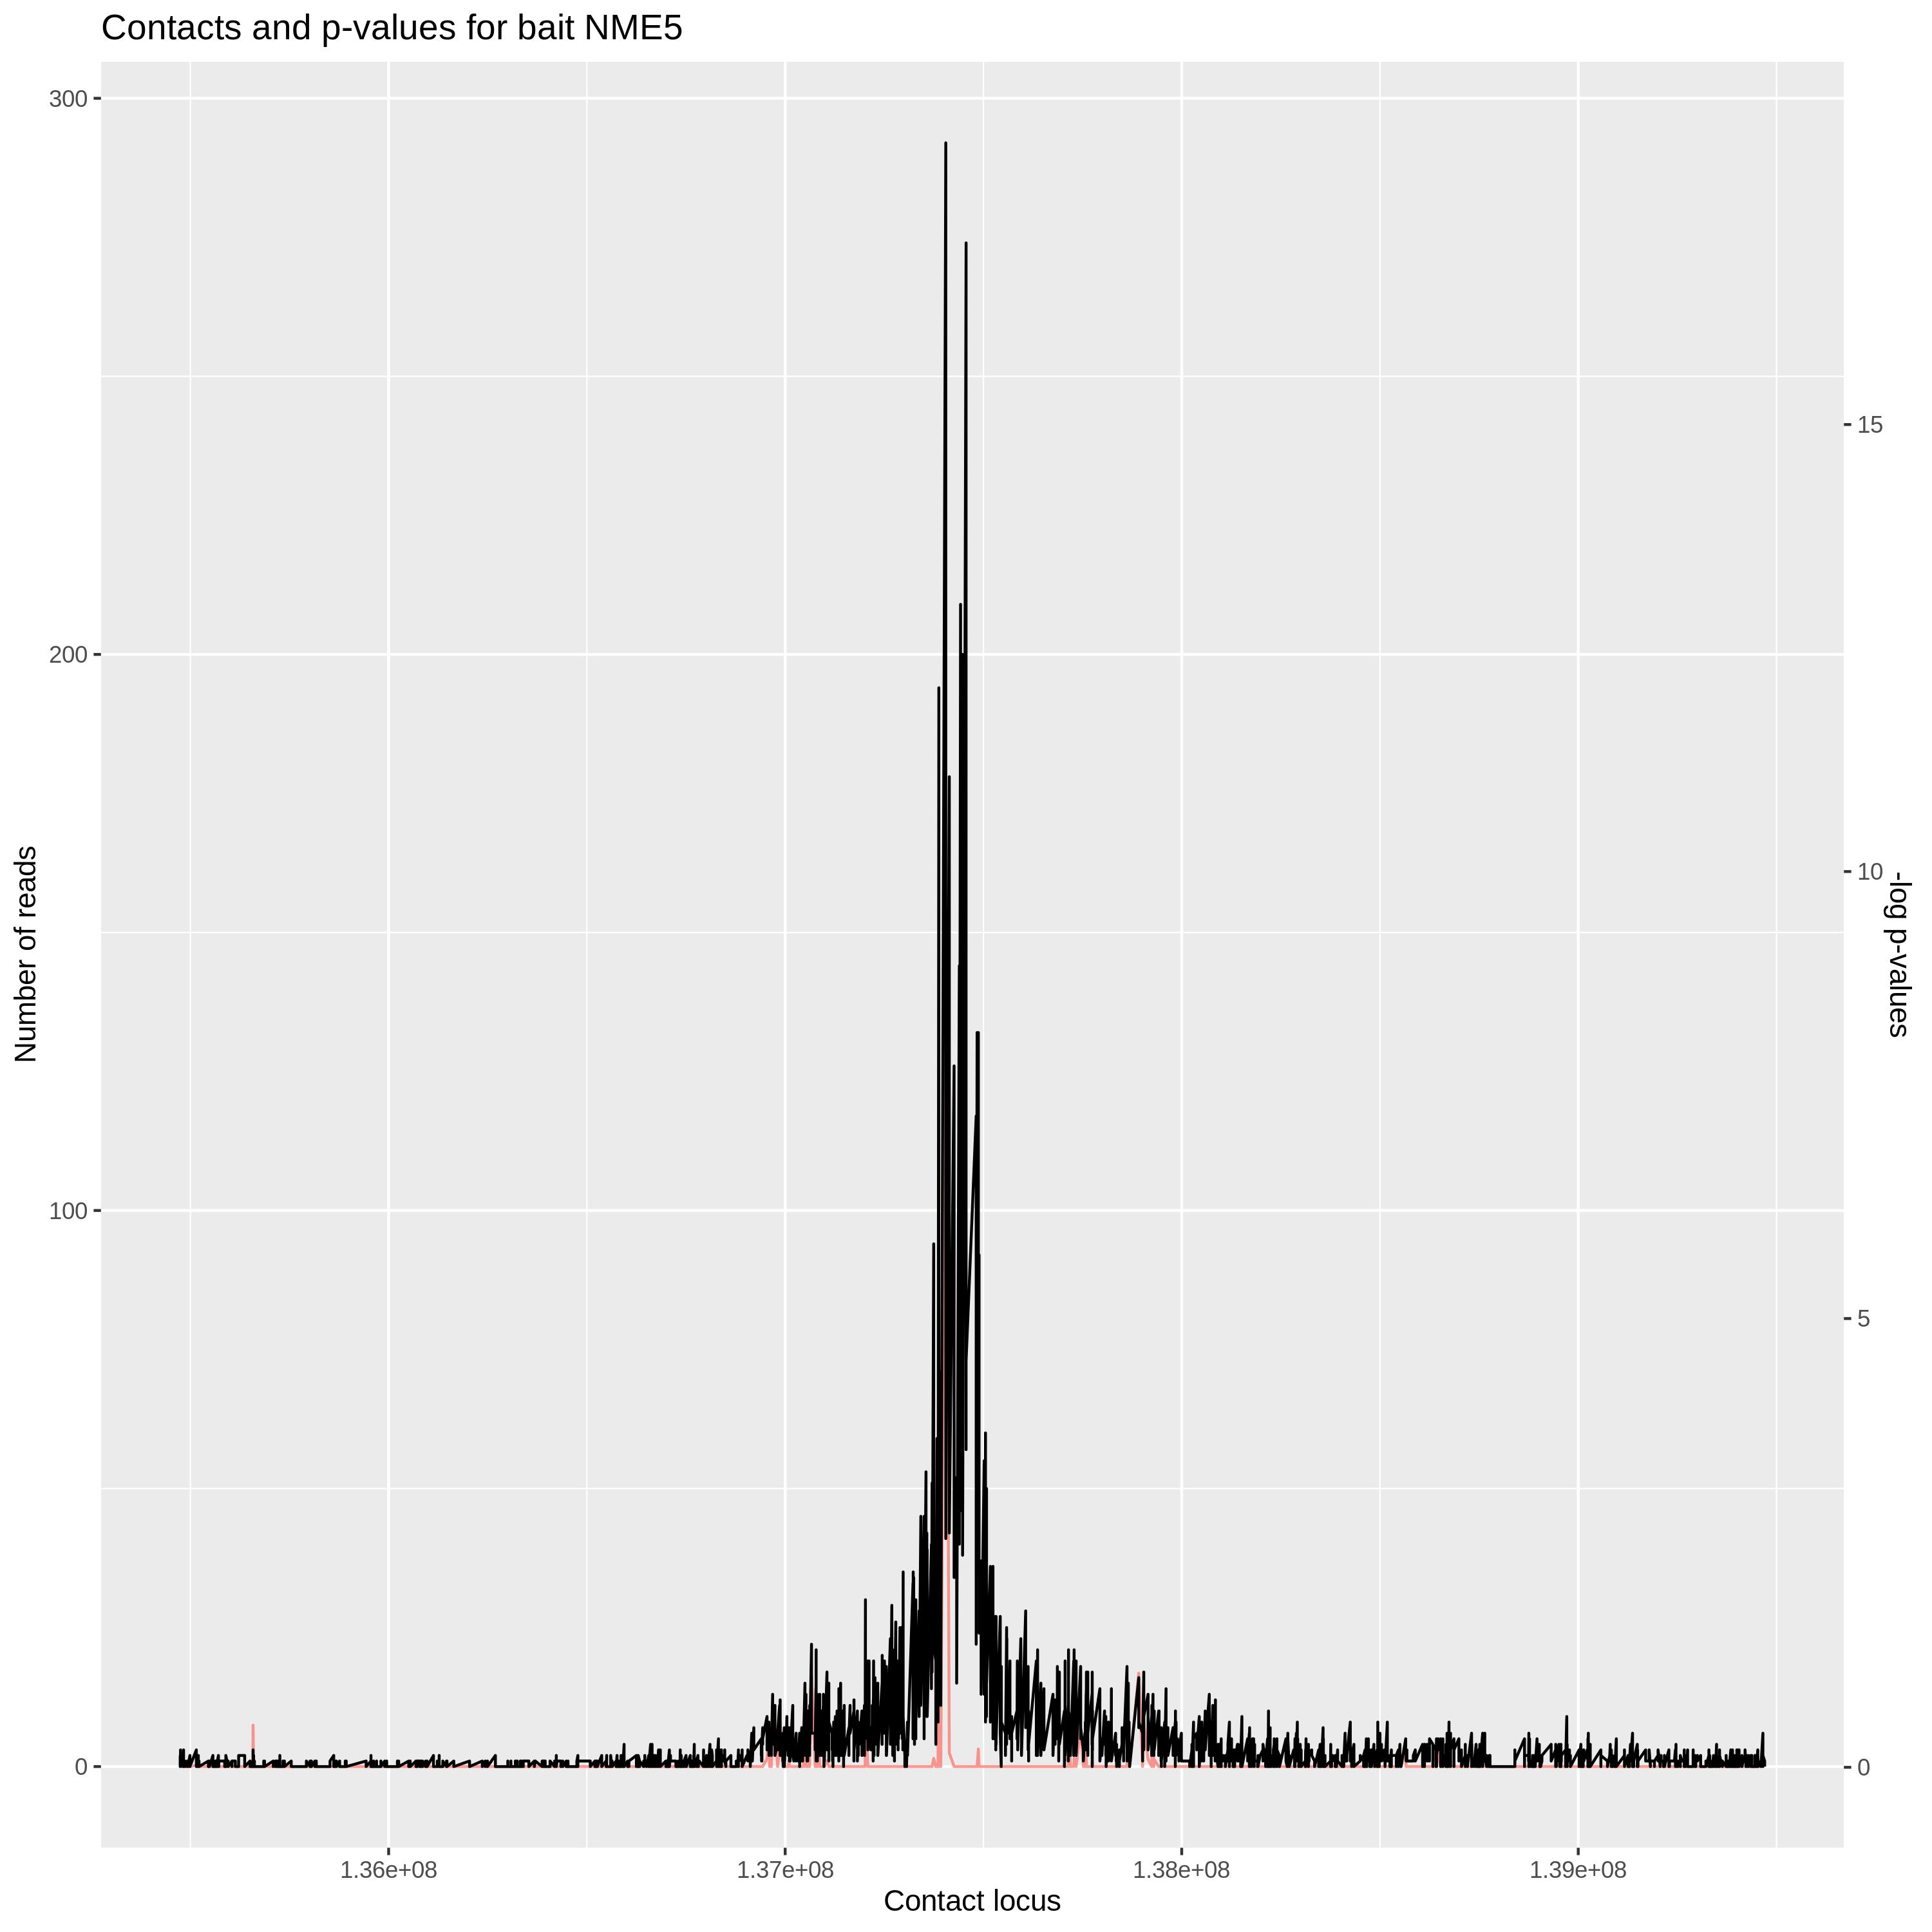 Contacts and p-values for bait NME5
300
200
100
0
Number of reads
15
10
5
0
-log p-values
1.36e+08
1.37e+08
1.38e+08
1.39e+08
Contact locus